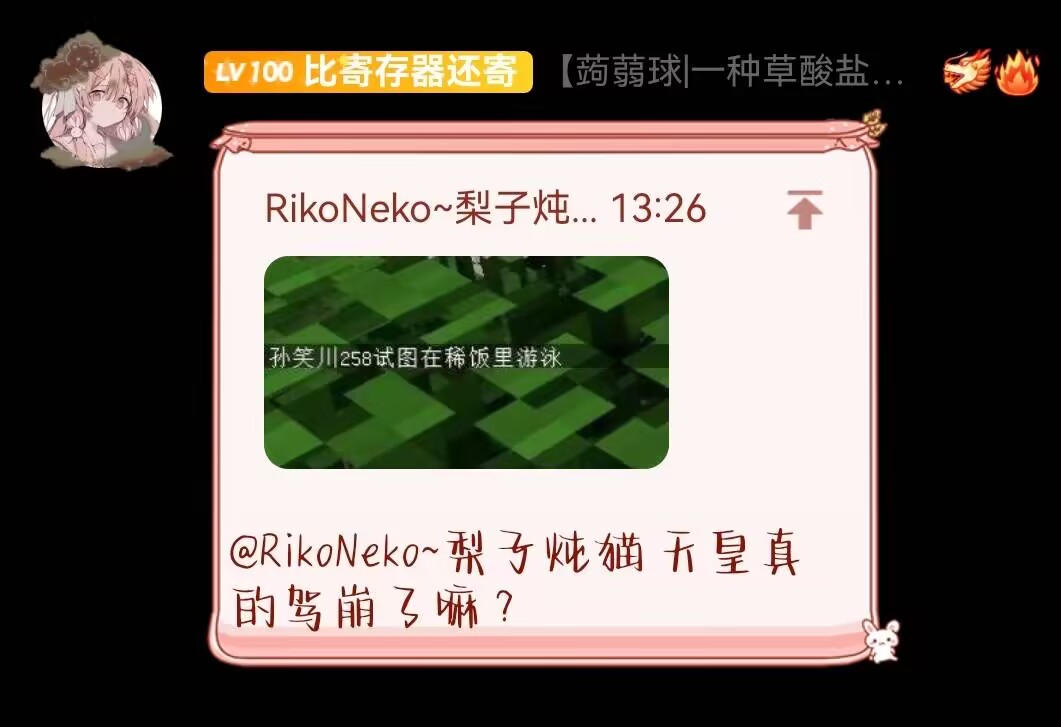 LV100 比寄存器还寄 【蒟蒻球|一种草酸盐...
RikoNeko~梨子炖... 13:26
孙笑川258试图在稀饭里游泳
@RikoNeko~梨子炖猫 天皇真
的驾崩了嘛？